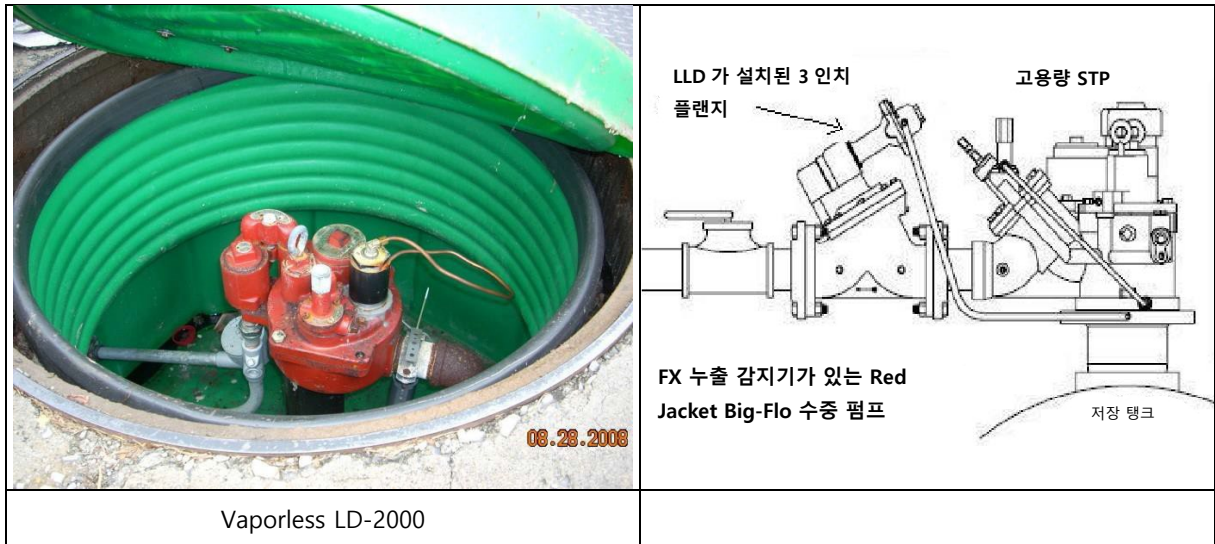 08.28.2008
LLD 가 설치된 3 인치
플랜지
고용량 STP
FX 누출 감지기가 있는 Red
Jacket Big-Flo 수중 펌프
저장 탱크
Vaporless LD-2000